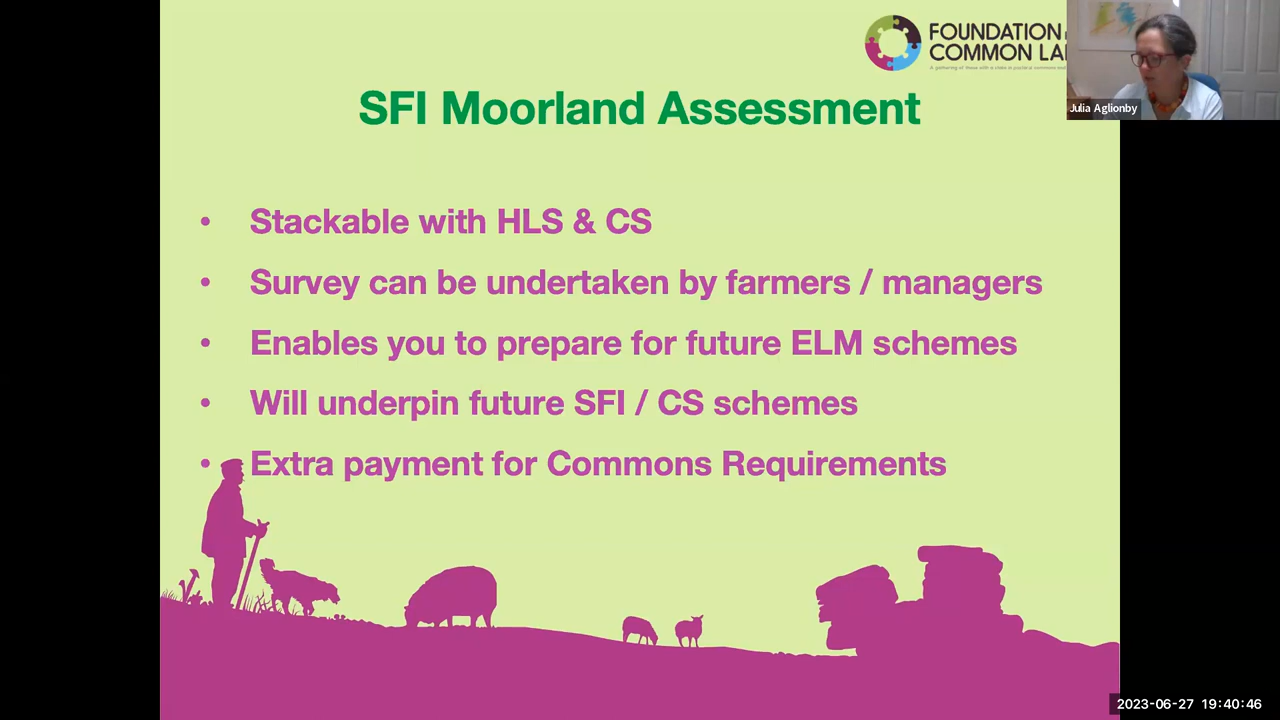 FOUNDATION
COMMON LA
SFI Moorland Assessment
Julia Aglionby
• Stackable with HLS & CS
• Survey can be undertaken by farmers / managers
• Enables you to prepare for future ELM schemes
• Will underpin future SFI / CS schemes
• Extra payment for Commons Requirements
2023-06-27 19:40:46